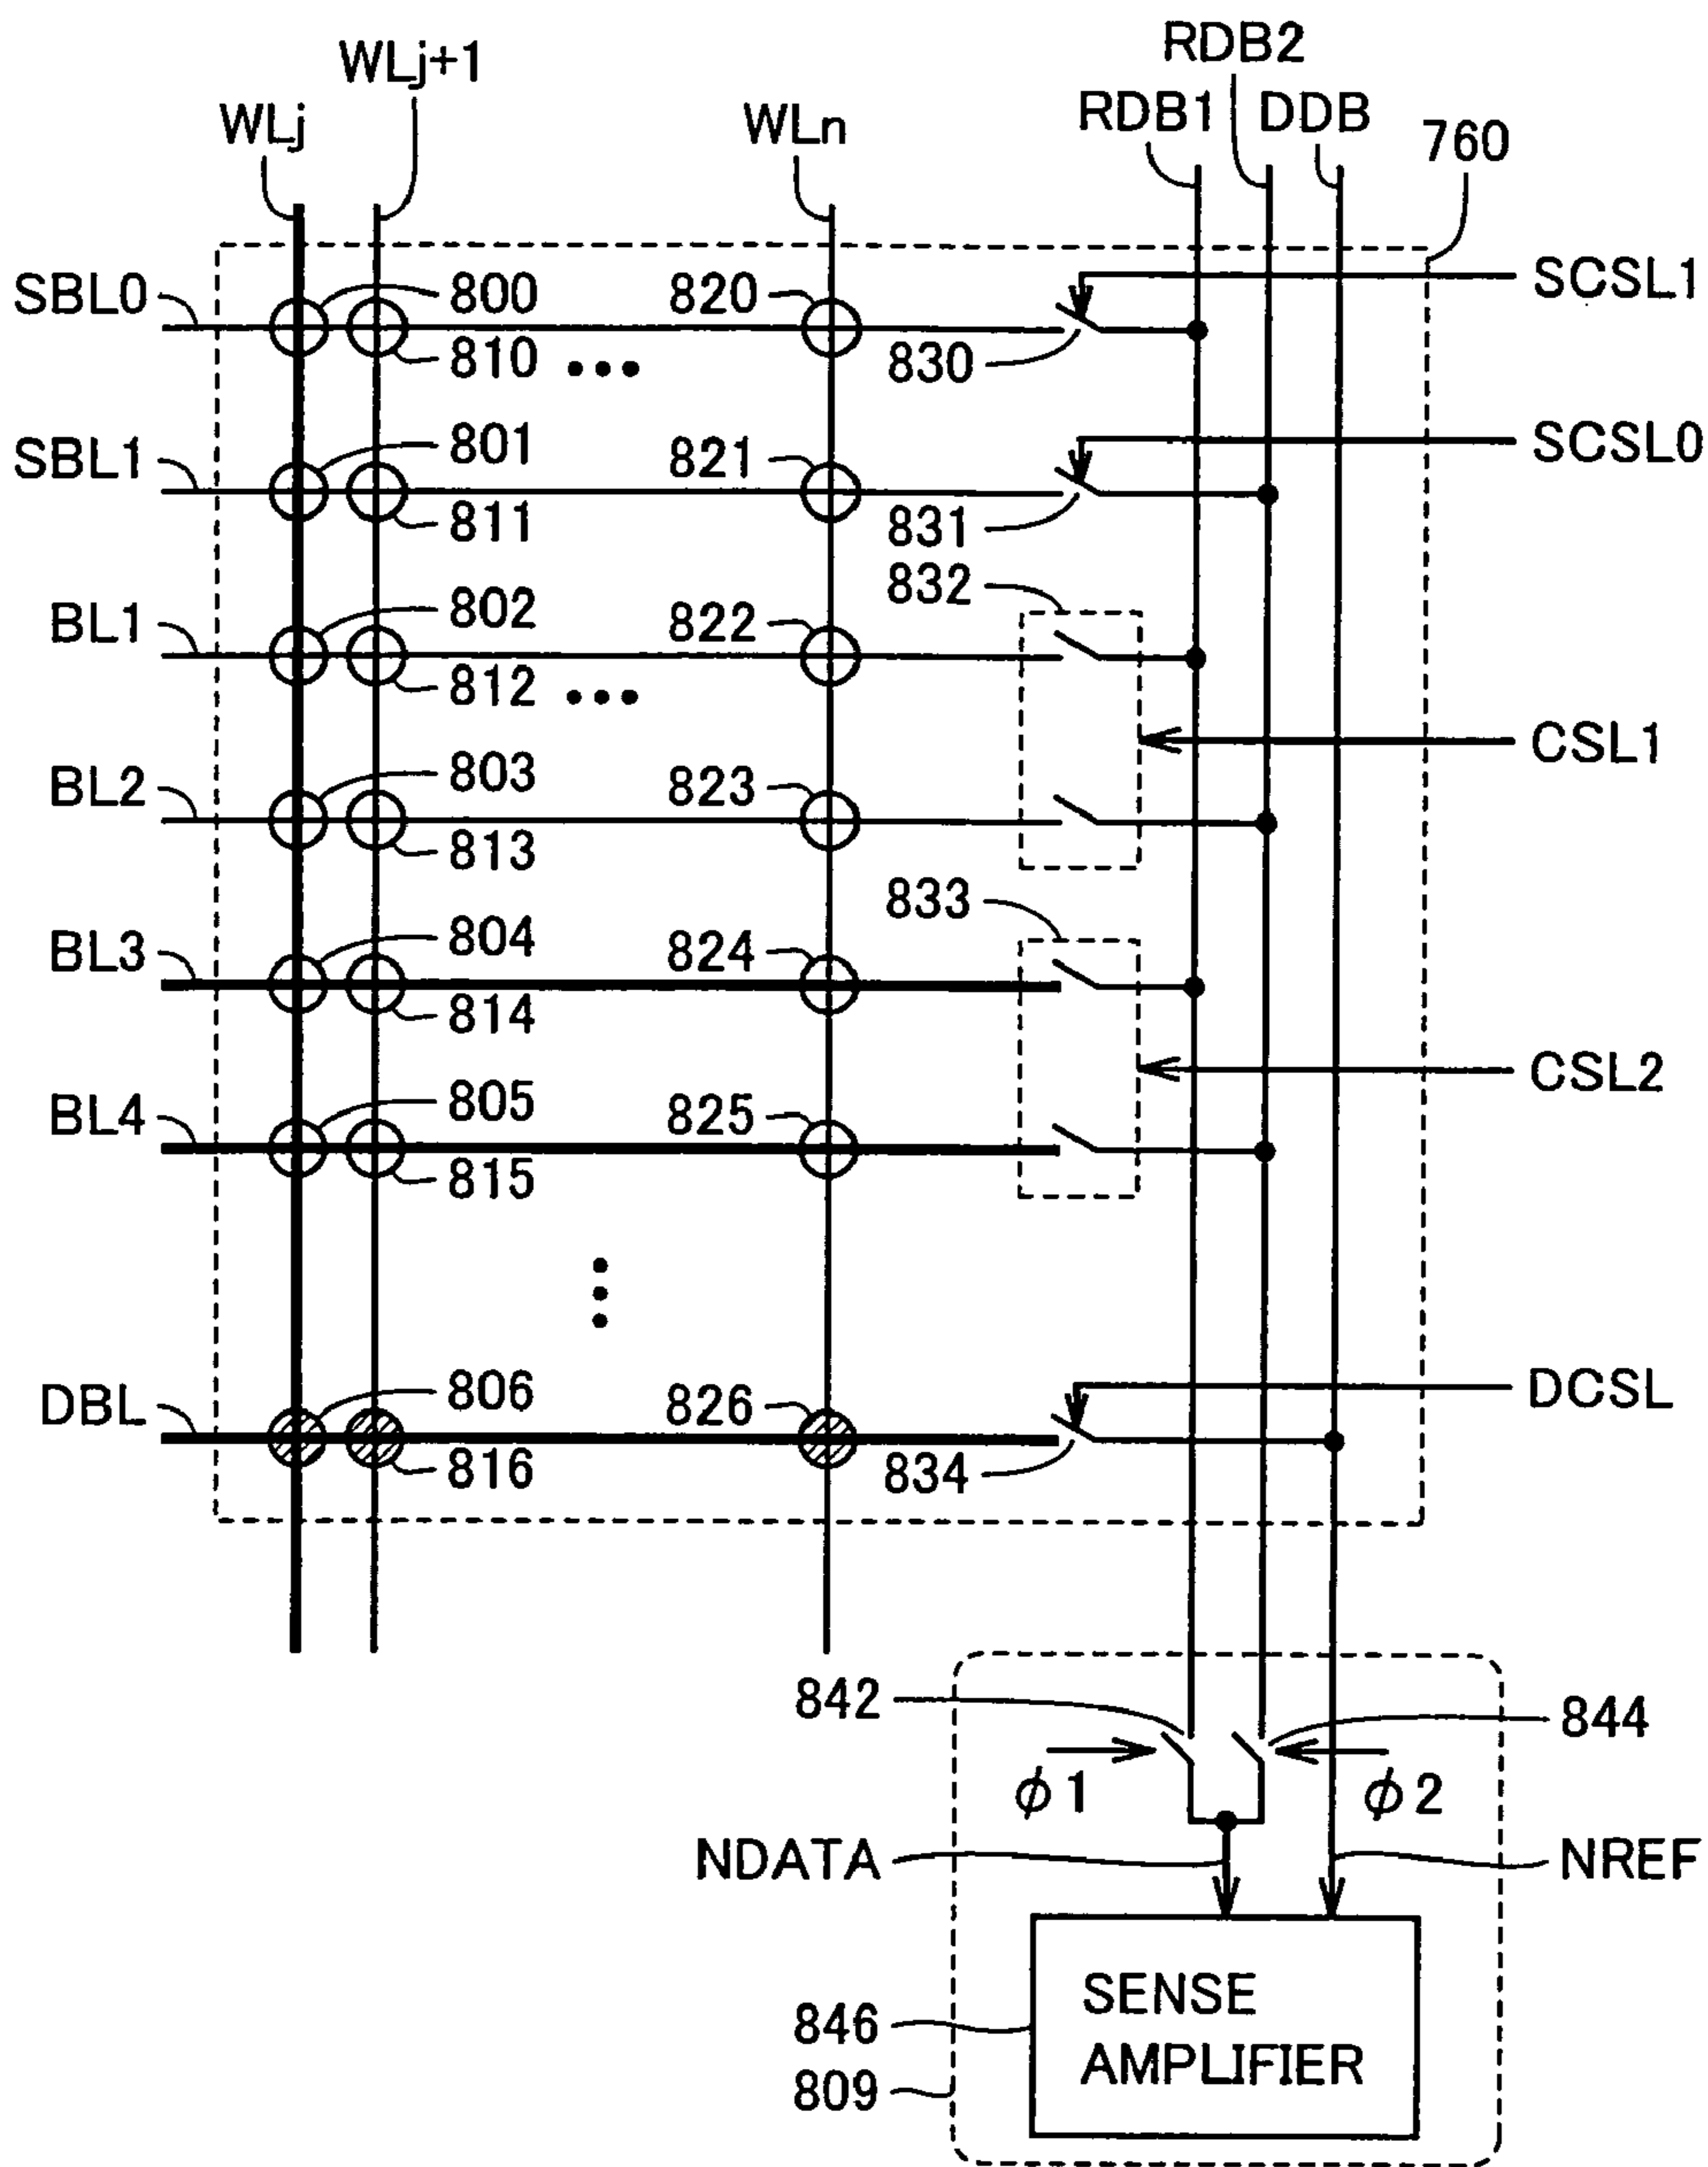 RDB2
WLj+1
WLj
WLn
RDB1
DDB
760
SBL0
800
820
SCSL1
810
830
SBL1
801
821
SCSL0
811
831
832
BL1
802
822
812
CSL1
BL2
803
823
813
833
BL3
804
824
814
CSL2
BL4
805
825
815
DBL
806
826
DCSL
816
834
842
844
φ1
φ2
NDATA
NREF
SENSE
AMPLIFIER
846
809